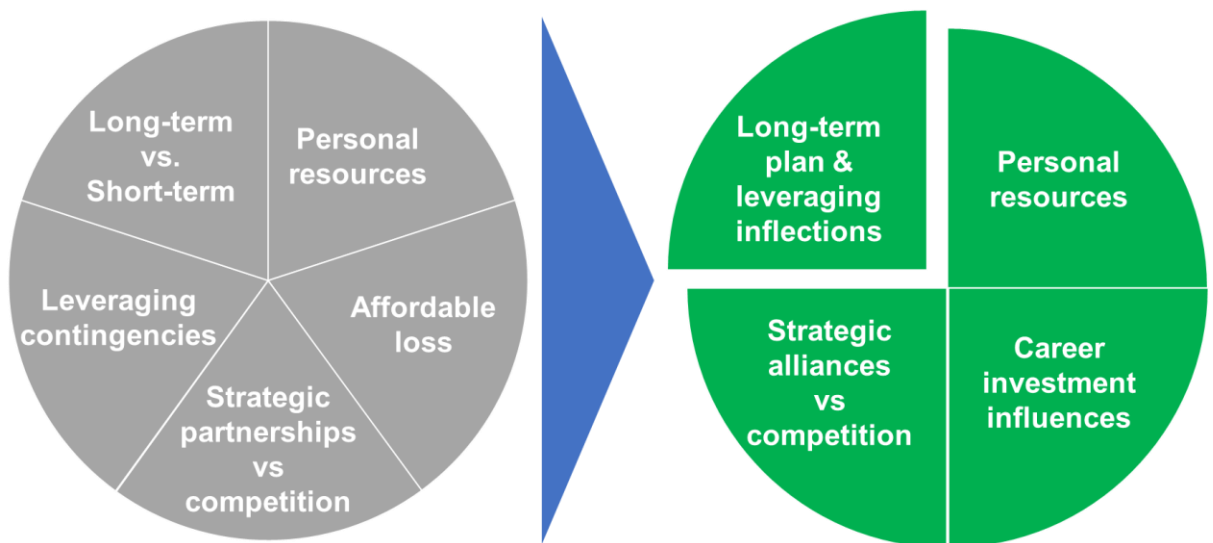 Long-term
vs.
Short-term
Personal
resources
Leveraging
contingencies
Affordable
loss
Strategic
partnerships
vs
competition
Long-term
plan &
leveraging
inflections
Personal
resources
Strategic
alliances
vs
competition
Career
investment
influences